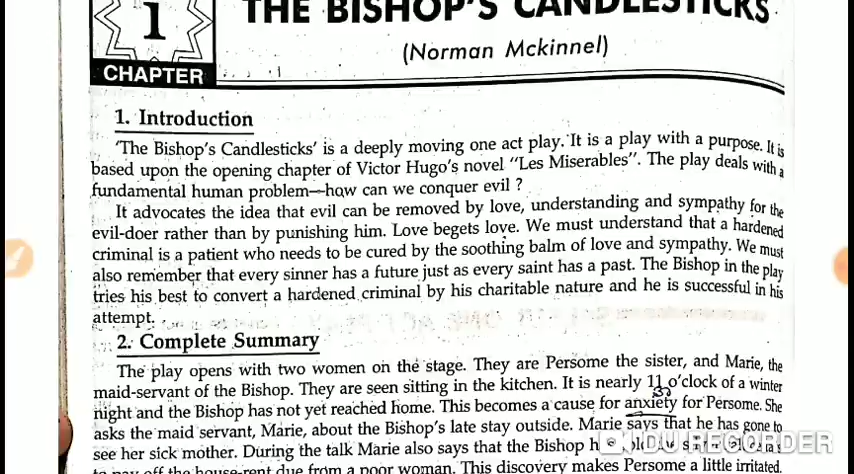 1
THE BISHOP'S CANDLESTICKS
(Norman Mckinnel)
CHAPTER
1. Introduction
'The Bishop's Candlesticks' is a deeply moving one act play. It is a play with a purpose. It is
based upon the opening chapter of Victor Hugo's novel "Les Miserables". The play deals with a
fundamental human problem—how can we conquer evil ?
It advocates the idea that evil can be removed by love, understanding and sympathy for the
evil-doer rather than by punishing him. Love begets love. We must understand that a hardened
criminal is a patient who needs to be cured by the soothing balm of love and sympathy. We must
also remember that every sinner has a future just as every saint has a past. The Bishop in the play
tries his best to convert a hardened criminal by his charitable nature and he is successful in his
attempt.
2. Complete Summary
The play opens with two women on the stage. They are Persome the sister, and Marie, the
maid-servant of the Bishop. They are seen sitting in the kitchen. It is nearly 11 o'clock of a winter
night and the Bishop has not yet reached home. This becomes a cause for anxiety for Persome. She
asks the maid servant, Marie, about the Bishop's late stay outside. Marie says that he has gone to
see her sick mother. During the talk Marie also says that the Bishop
DU RECORDER
to pay off the house-rent due from a poor woman. This discovery makes Persome a little irritated.